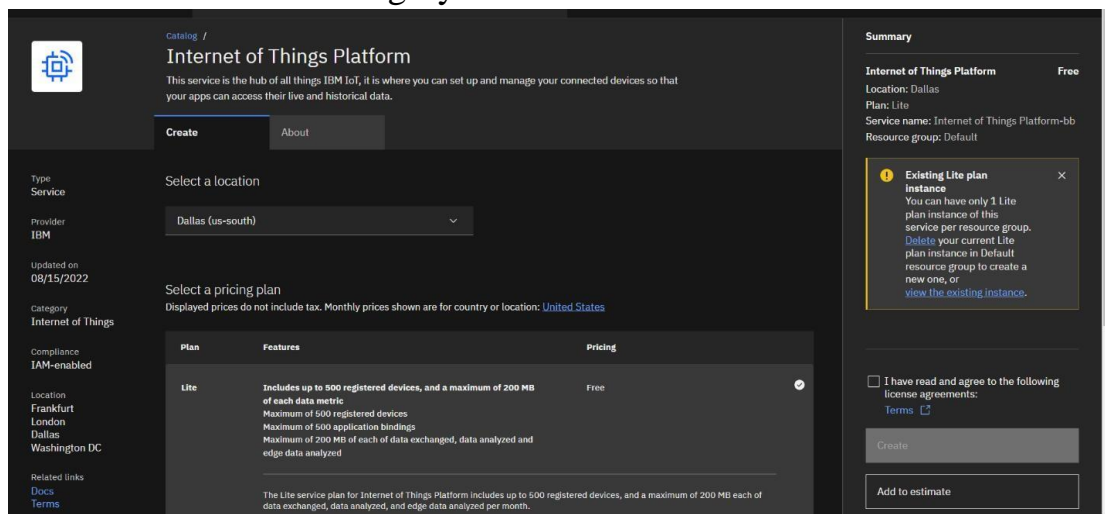 Catalog /
Internet of Things Platform
This service is the hub of all things IBM IoT, it is where you can set up and manage your connected devices so that
your apps can access their live and historical data.
Create
About
Type
Service
Provider
IBM
Updated on
08/15/2022
Category
Internet of Things
Compliance
IAM-enabled
Location
Frankfurt
London
Dallas
Washington DC
Related links
Docs
Terms
Select a location
Dallas (us-south)
Select a pricing plan
Displayed prices do not include tax. Monthly prices shown are for country or location: United States
Plan Features Pricing
Lite Includes up to 500 registered devices, and a maximum of 200 MB Free
of each data metric
Maximum of 500 registered devices
Maximum of 500 application bindings
Maximum of 200 MB of each of data exchanged, data analyzed and
edge data analyzed
The Lite service plan for Internet of Things Platform includes up to 500 registered devices, and a maximum of 200 MB each of
data exchanged, data analyzed, and edge data analyzed per month.
Summary
Internet of Things Platform Free
Location: Dallas
Plan: Lite
Service name: Internet of Things Platform-bb
Resource group: Default
Existing Lite plan
instance
You can have only 1 Lite
plan instance of this
service per resource group.
Delete your current Lite
plan instance in Default
resource group to create a
new one, or
view the existing instance.
I have read and agree to the following
license agreements:
Terms
Create
Add to estimate